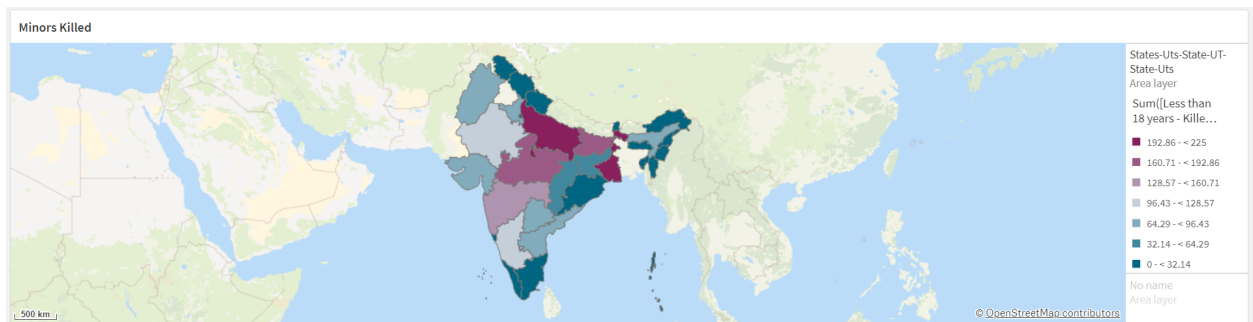 Minors Killed
States-Uts-State-UT-
State-Uts
Area layer
Sum([Less than
18 years - Kille...
192.86 - < 225
160.71 - < 192.86
128.57 - < 160.71
96.43 - < 128.57
64.29 - < 96.43
32.14 - < 64.29
0 - < 32.14
No name
Area layer
500 km
© OpenStreetMap contributors